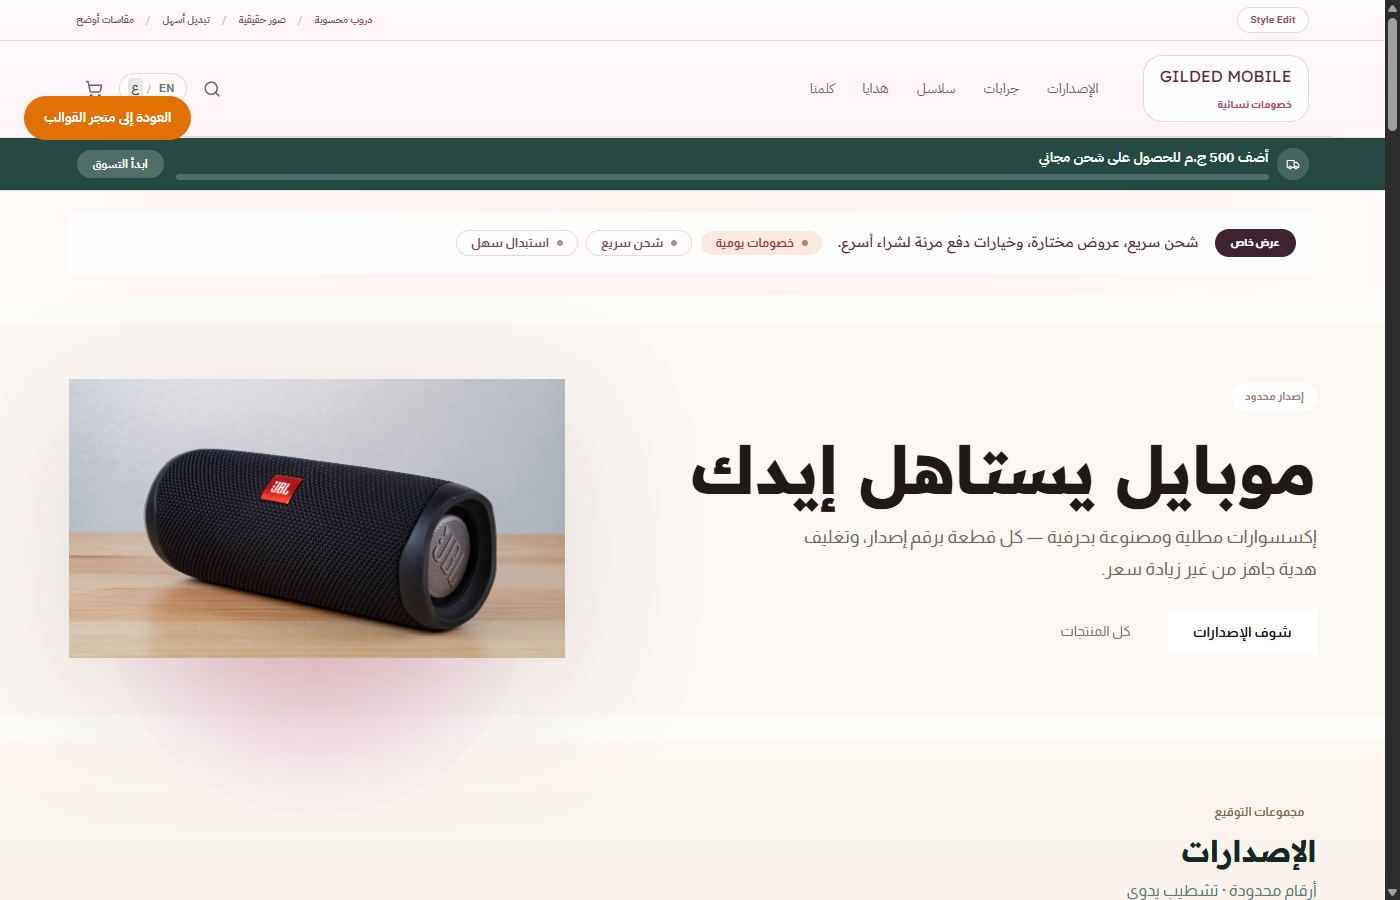 Style Edit
دروب محسوبة / صور حقيقية / تبديل أسهل / مقاسات أوضح
GILDED MOBILE
خصومات نسائية
الإصدارات جرابات سلاسل هدايا كلمنا
EN / ع
العودة إلى متجر القوالب
أضف 500 ج.م للحصول على شحن مجاني
ابدأ التسوق
عرض خاص
شحن سريع، عروض مختارة، وخيارات دفع مرنة لشراء أسرع.
خصومات يومية
شحن سريع
استبدال سهل
إصدار محدود
موبايل يستاهل إيدك
إكسسوارات مطلية ومصنوعة بحرفية — كل قطعة برقم إصدار، وتغليف
هدية جاهز من غير زيادة سعر.
شوف الإصدارات
كل المنتجات
JBL
مجموعات التوقيع
الإصدارات
أرقام محدودة · تشطيب يدوي